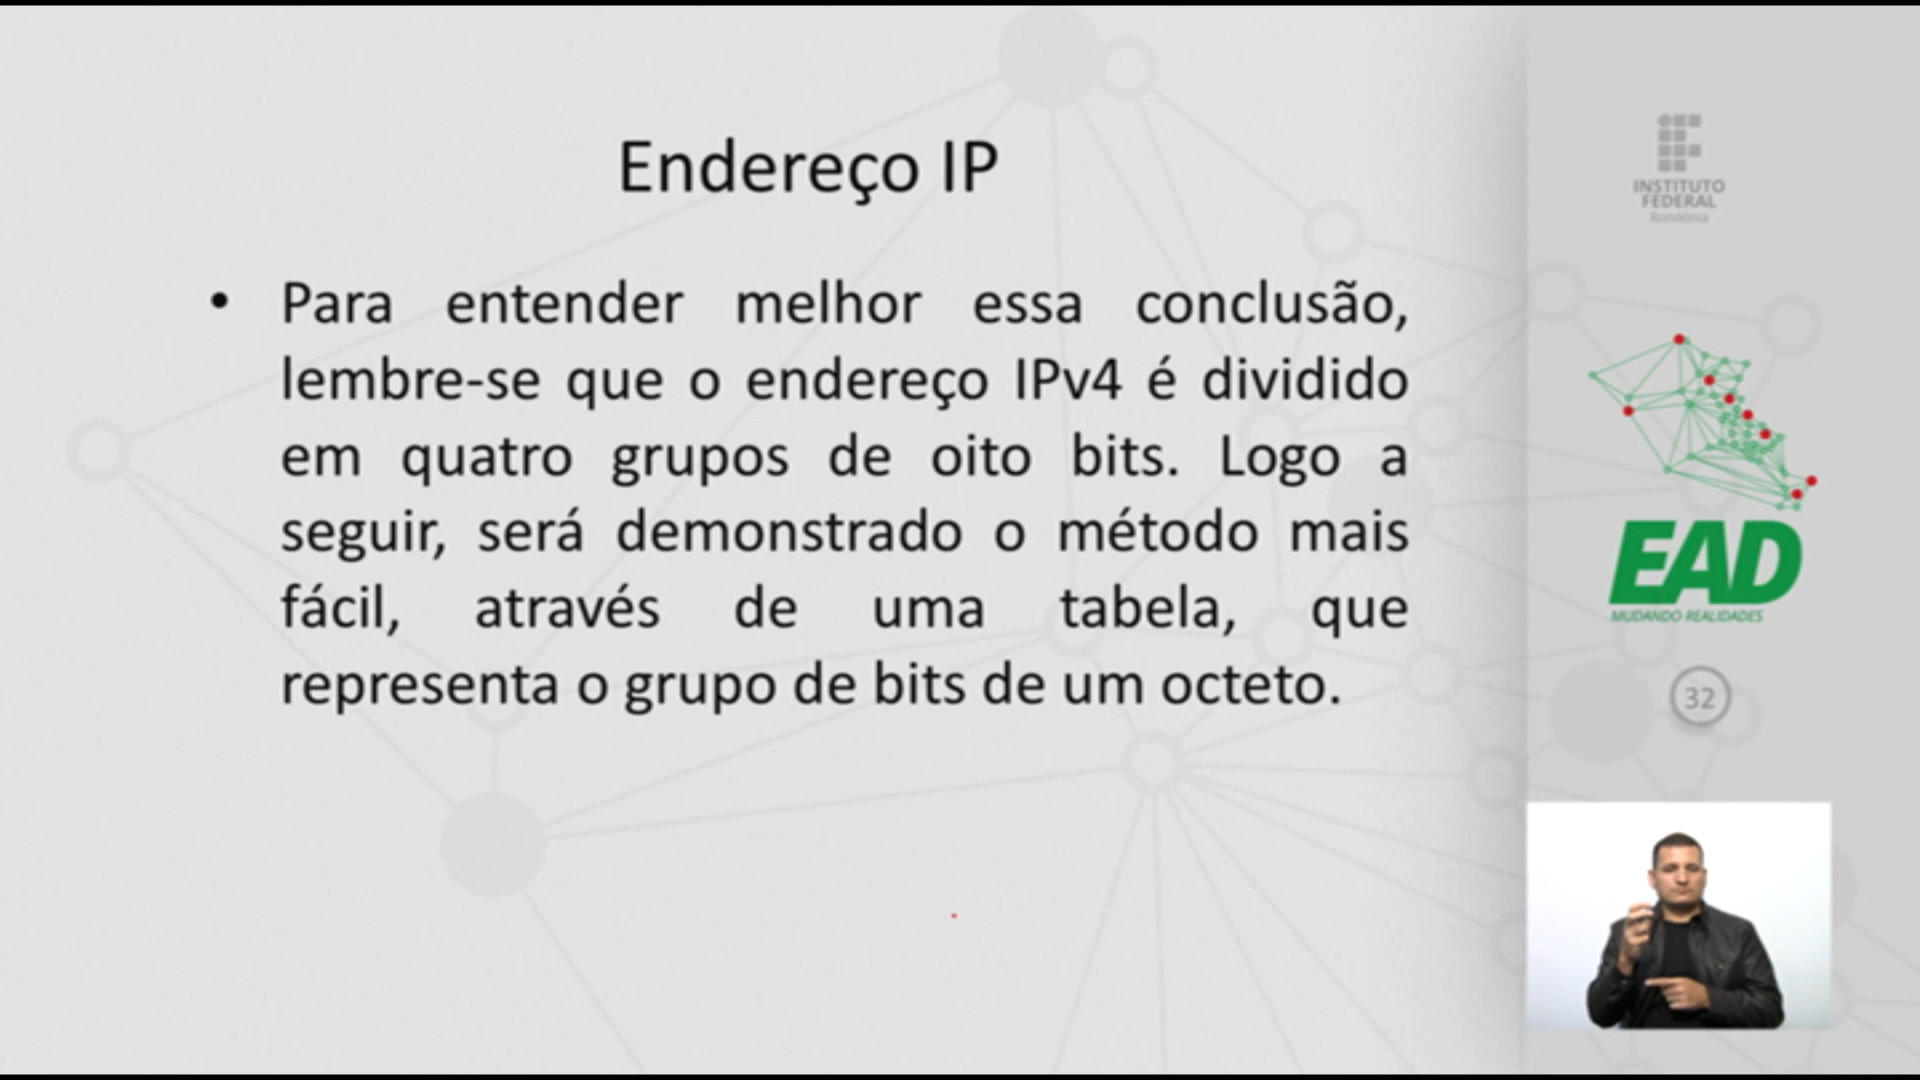 Endereço IP
• Para entender melhor essa conclusão,
lembre-se que o endereço IPv4 é dividido
em quatro grupos de oito bits. Logo a
seguir, será demonstrado o método mais
fácil, através de uma tabela, que
representa o grupo de bits de um octeto.
INSTITUTO
FEDERAL
Rondônia
EAD
MUDANDO REALIDADES
32